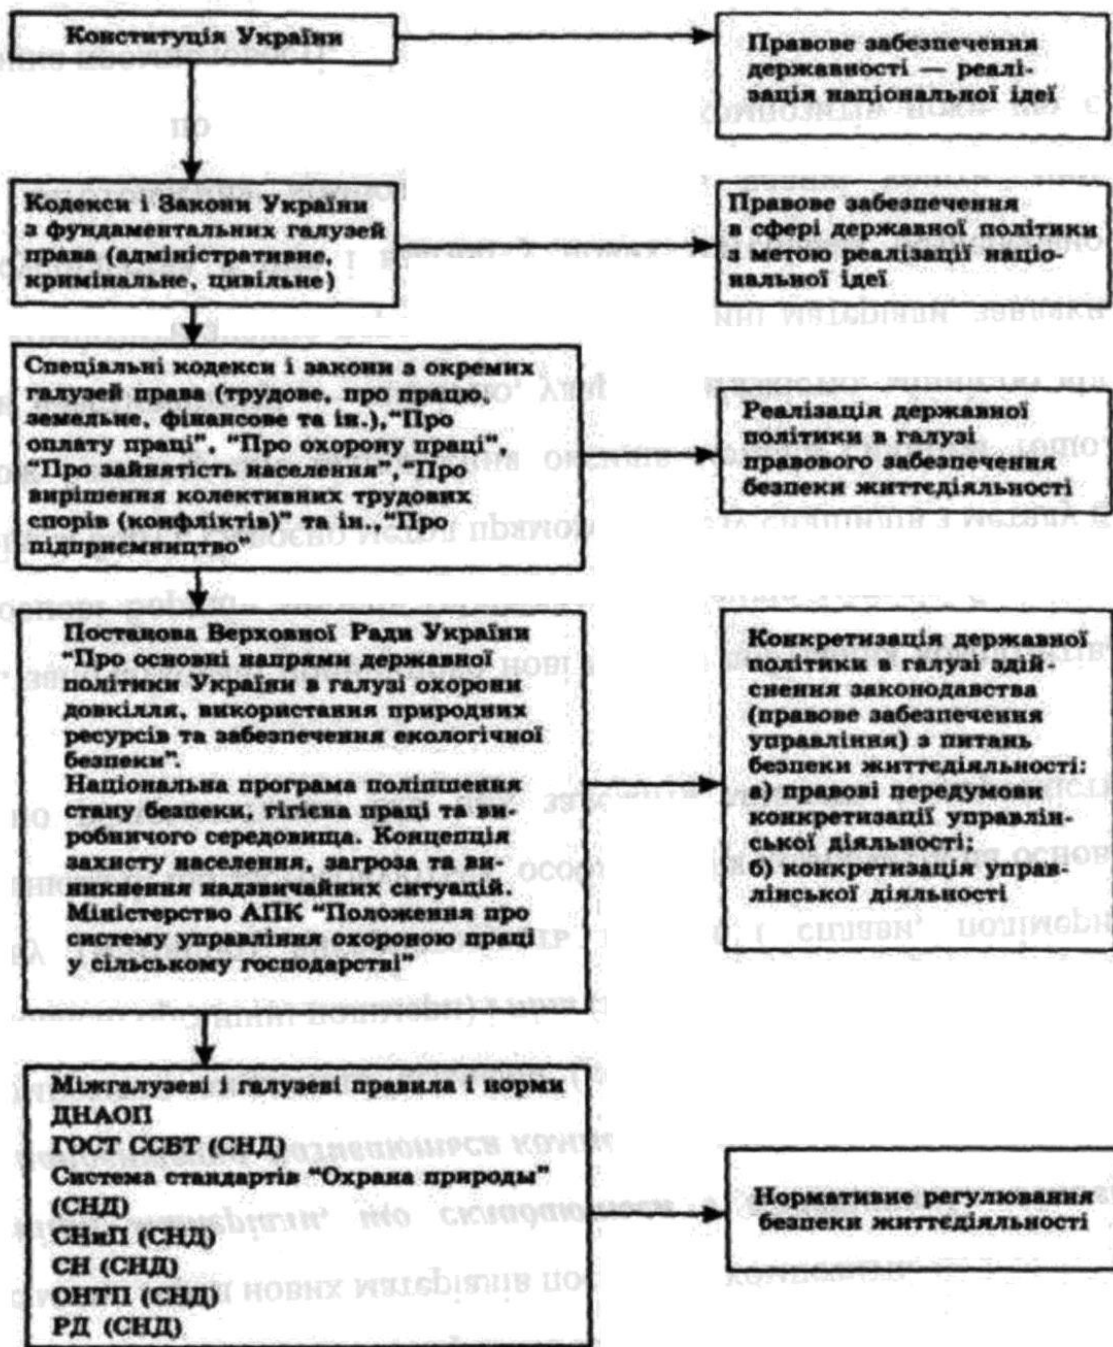 Конституція України
Правове забезпечення
державності — реалі-
зація національної ідеї
Кодекси і Закони України
з фундаментальних галузей
права (адміністративне,
кримінальне, цивільне)
Правове забезпечення
в сфері державної політики
з метою реалізації націо-
нальної ідеї
Спеціальні кодекси і закони з окремих
галузей права (трудове, про працю,
земельне, фінансове та ін.),“Про
оплату праці”, “Про охорону праці”,
“Про зайнятість населення”,“Про
вирішення колективних трудових
спорів (конфліктів)” та ін.,“Про
підприємництво”
Реалізація державної
політики в галузі
правового забезпечення
безпеки життєдіяльності
Постанова Верховної Ради України
“Про основні напрями державної
політики України в галузі охорони
довкілля, використання природних
ресурсів та забезпечення екологічної
безпеки”.
Національна програма поліпшення
стану безпеки, гігієна праці та ви-
робничого середовища. Концепція
захисту населення, загроза та ви-
никнення надзвичайних ситуацій.
Міністерство АПК “Положення про
систему управління охороною праці
у сільському господарстві”
Конкретизація державної
політики в галузі здій-
снення законодавства
(правове забезпечення
управління) з питань
безпеки життєдіяльності:
а) правові передумови
конкретизації управлін-
ської діяльності;
б) конкретизація управ-
лінської діяльності
Міжгалузеві і галузеві правила і норми
ДНАОП
ГОСТ ССБТ (СНД)
Система стандартів “Охрана природы”
(СНД)
СНиП (СНД)
СН (СНД)
ОНТП (СНД)
РД (СНД)
Нормативне регулювання
безпеки життєдіяльності